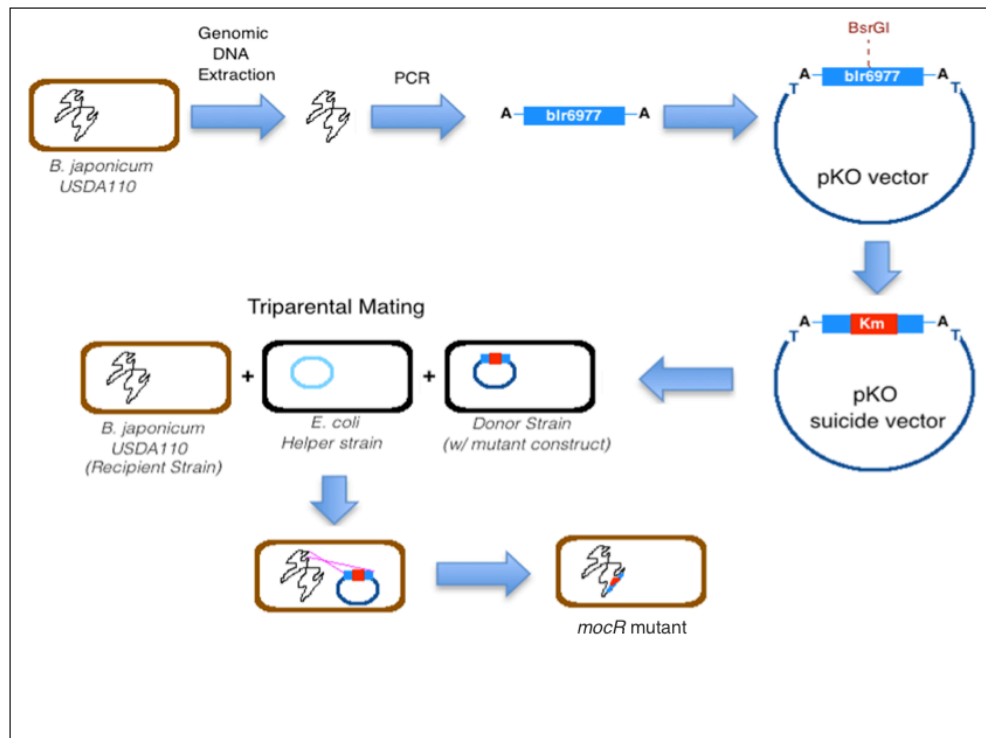 BsrGI
Genomic
DNA
Extraction
PCR
A
blr6977
A
A
blr6977
A
T
T
pKO vector
B. japonicum
USDA110
Triparental Mating
A
Km
A
T
T
pKO
suicide vector
+
+
B. japonicum
USDA110
(Recipient Strain)
E. coli
Helper strain
Donor Strain
(w/ mutant construct)
mocR mutant